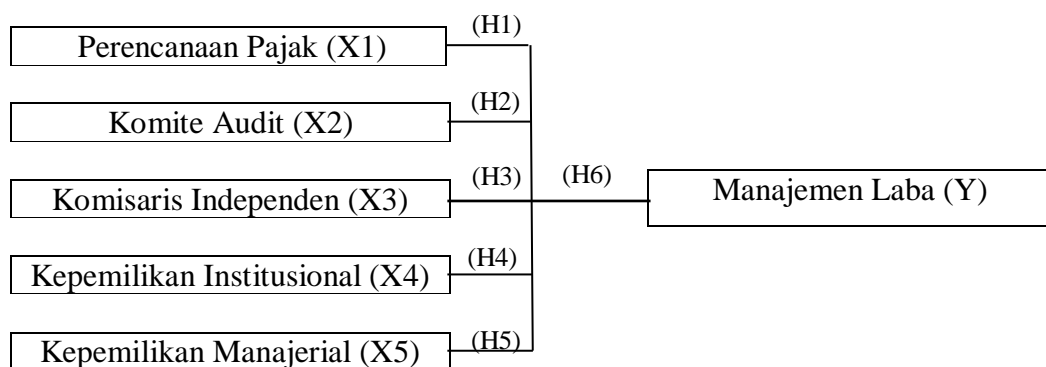 (H1)
Perencanaan Pajak (X1)
(H2)
Komite Audit (X2)
(H3)
(H6)
Komisaris Independen (X3)
Manajemen Laba (Y)
(H4)
Kepemilikan Institusional (X4)
(H5)
Kepemilikan Manajerial (X5)